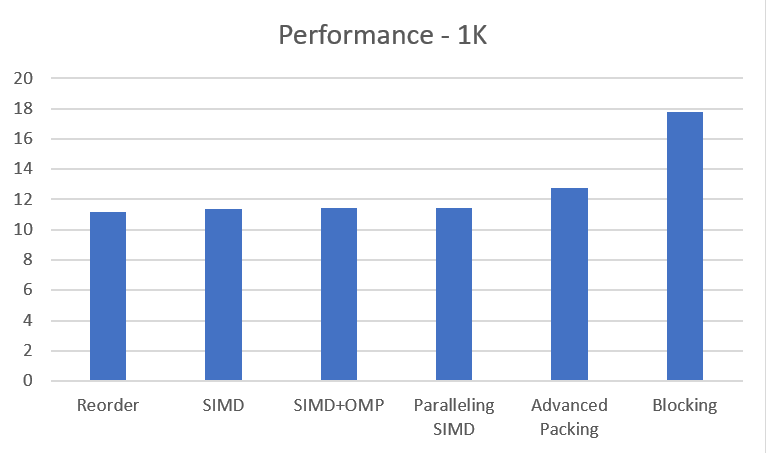 Performance - 1K
20
18
16
14
12
10
8
6
4
2
0
Reorder
SIMD
SIMD+OMP
Paralleling
SIMD
Advanced
Packing
Blocking